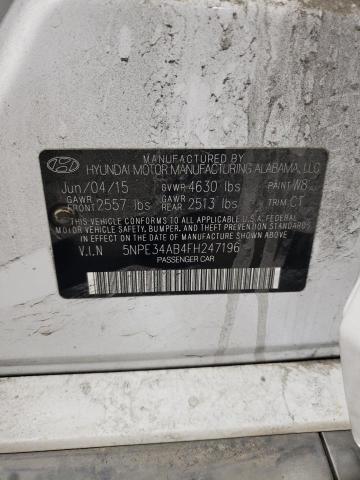 MANUFACTURED BY
HYUNDAI MOTOR MANUFACTURING ALABAMA, LLC
Jun/04/15 GVWR 4630 lbs PAINT W8
GAWR FRONT 2557 lbs GAWR REAR 2513 lbs TRIM CT
THIS VEHICLE CONFORMS TO ALL APPLICABLE U.S.A. FEDERAL
MOTOR VEHICLE SAFETY, BUMPER, AND THEFT PREVENTION
STANDARDS IN EFFECT ON THE DATE OF MANUFACTURE SHOWN ABOVE.
V.I.N 5NPE34AB4FH247196
PASSENGER CAR